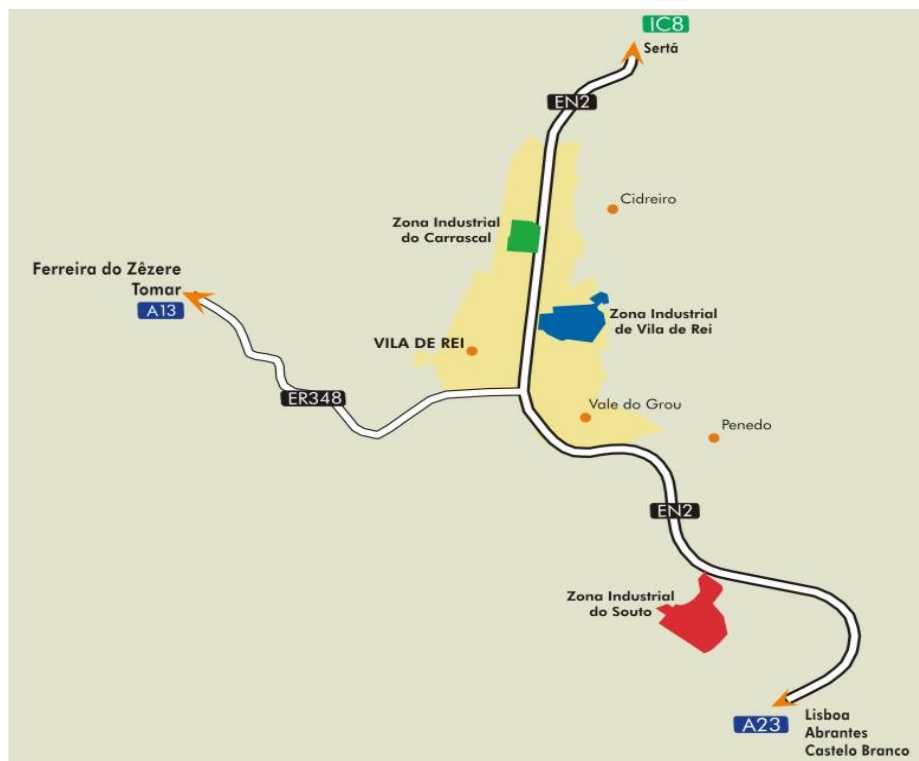 IC8
Sertã
EN2
Cidreiro
Zona Industrial
do Carrascal
Ferreira do Zêzere
Tomar
A13
Zona Industrial
de Vila de Rei
VILA DE REI
ER348
Vale do Grou
Penedo
EN2
Zona Industrial
do Souto
A23
Lisboa
Abrantes
Castelo Branco